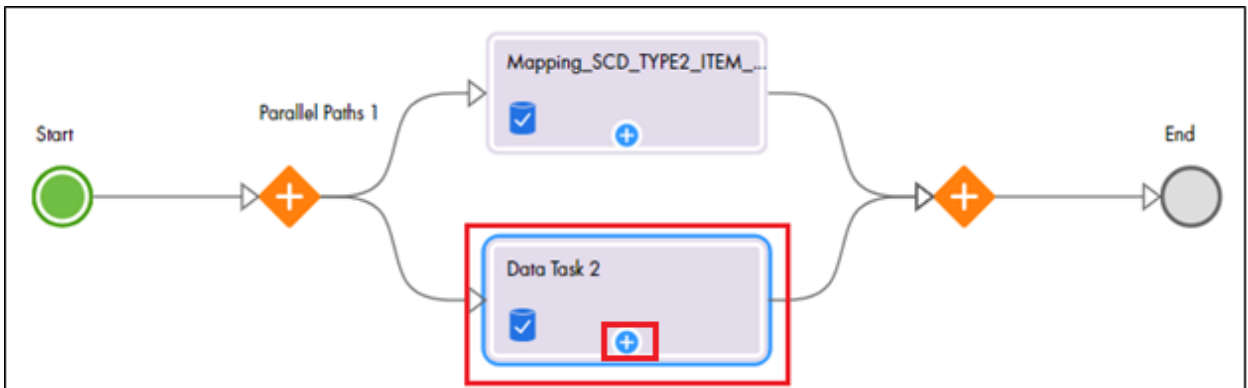 Mapping_SCD_TYPE2_ITEM_...
Parallel Paths 1
Start
End
Data Task 2